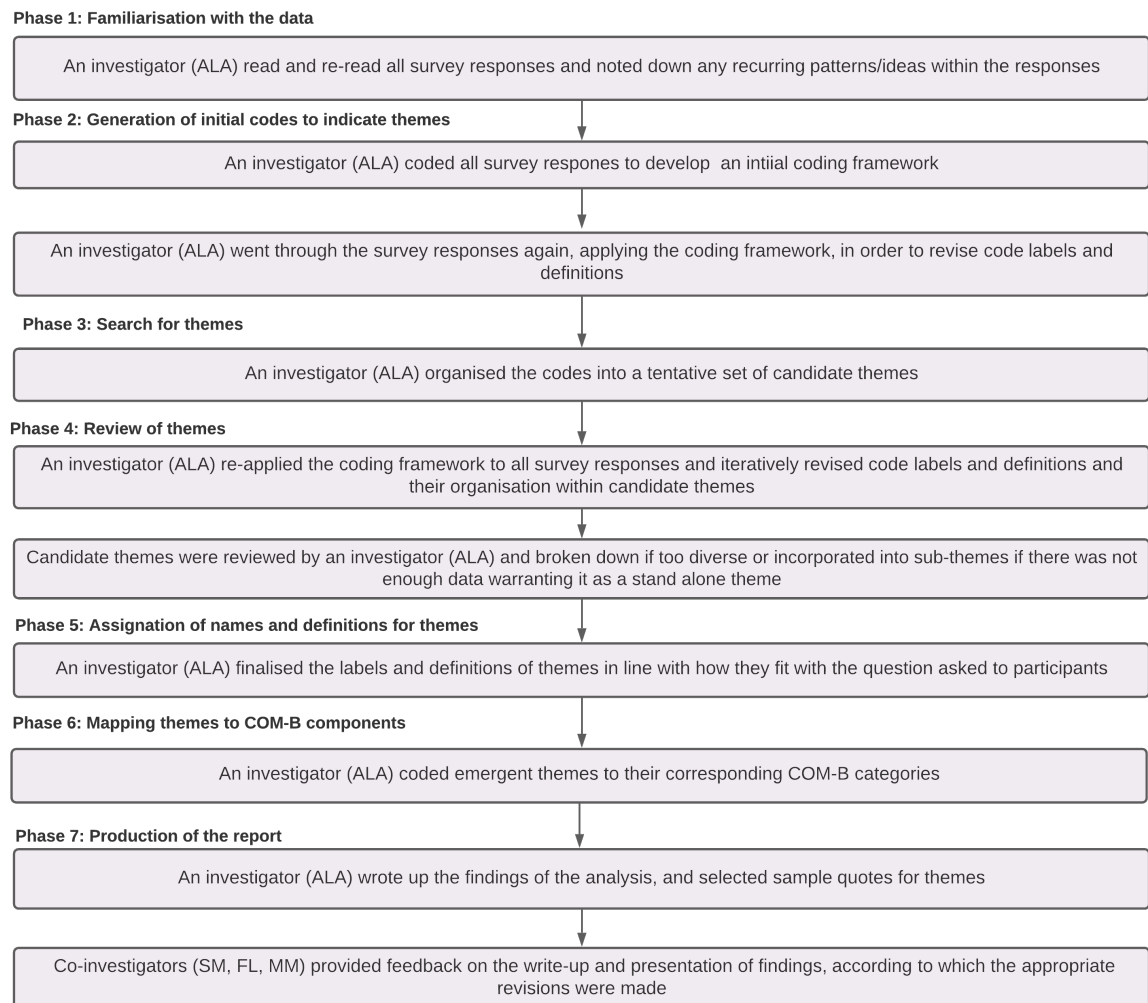 Phase 1: Familiarisation with the data
An investigator (ALA) read and re-read all survey responses and noted down any recurring patterns/ideas within the responses
Phase 2: Generation of initial codes to indicate themes
An investigator (ALA) coded all survey respones to develop  an intiial coding framework
An investigator (ALA) went through the survey responses again, applying the coding framework, in order to revise code labels and
definitions
Phase 3: Search for themes
An investigator (ALA) organised the codes into a tentative set of candidate themes
Phase 4: Review of themes
An investigator (ALA) re-applied the coding framework to all survey responses and iteratively revised code labels and definitions and
their organisation within candidate themes
Candidate themes were reviewed by an investigator (ALA) and broken down if too diverse or incorporated into sub-themes if there was not
enough data warranting it as a stand alone theme
Phase 5: Assignation of names and definitions for themes
An investigator (ALA) finalised the labels and definitions of themes in line with how they fit with the question asked to participants
Phase 6: Mapping themes to COM-B components
An investigator (ALA) coded emergent themes to their corresponding COM-B categories
Phase 7: Production of the report
An investigator (ALA) wrote up the findings of the analysis, and selected sample quotes for themes
Co-investigators (SM, FL, MM) provided feedback on the write-up and presentation of findings, according to which the appropriate
revisions were made